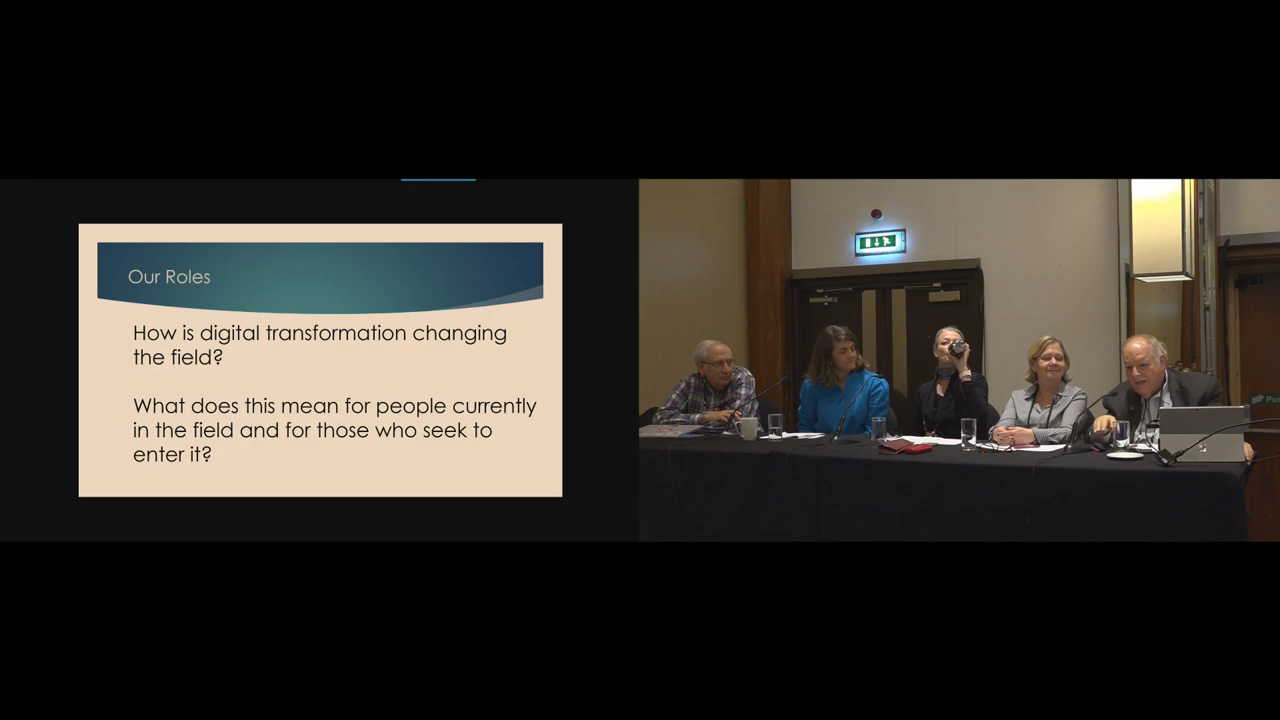 Our Roles
How is digital transformation changing
the field?
What does this mean for people currently
in the field and for those who seek to
enter it?